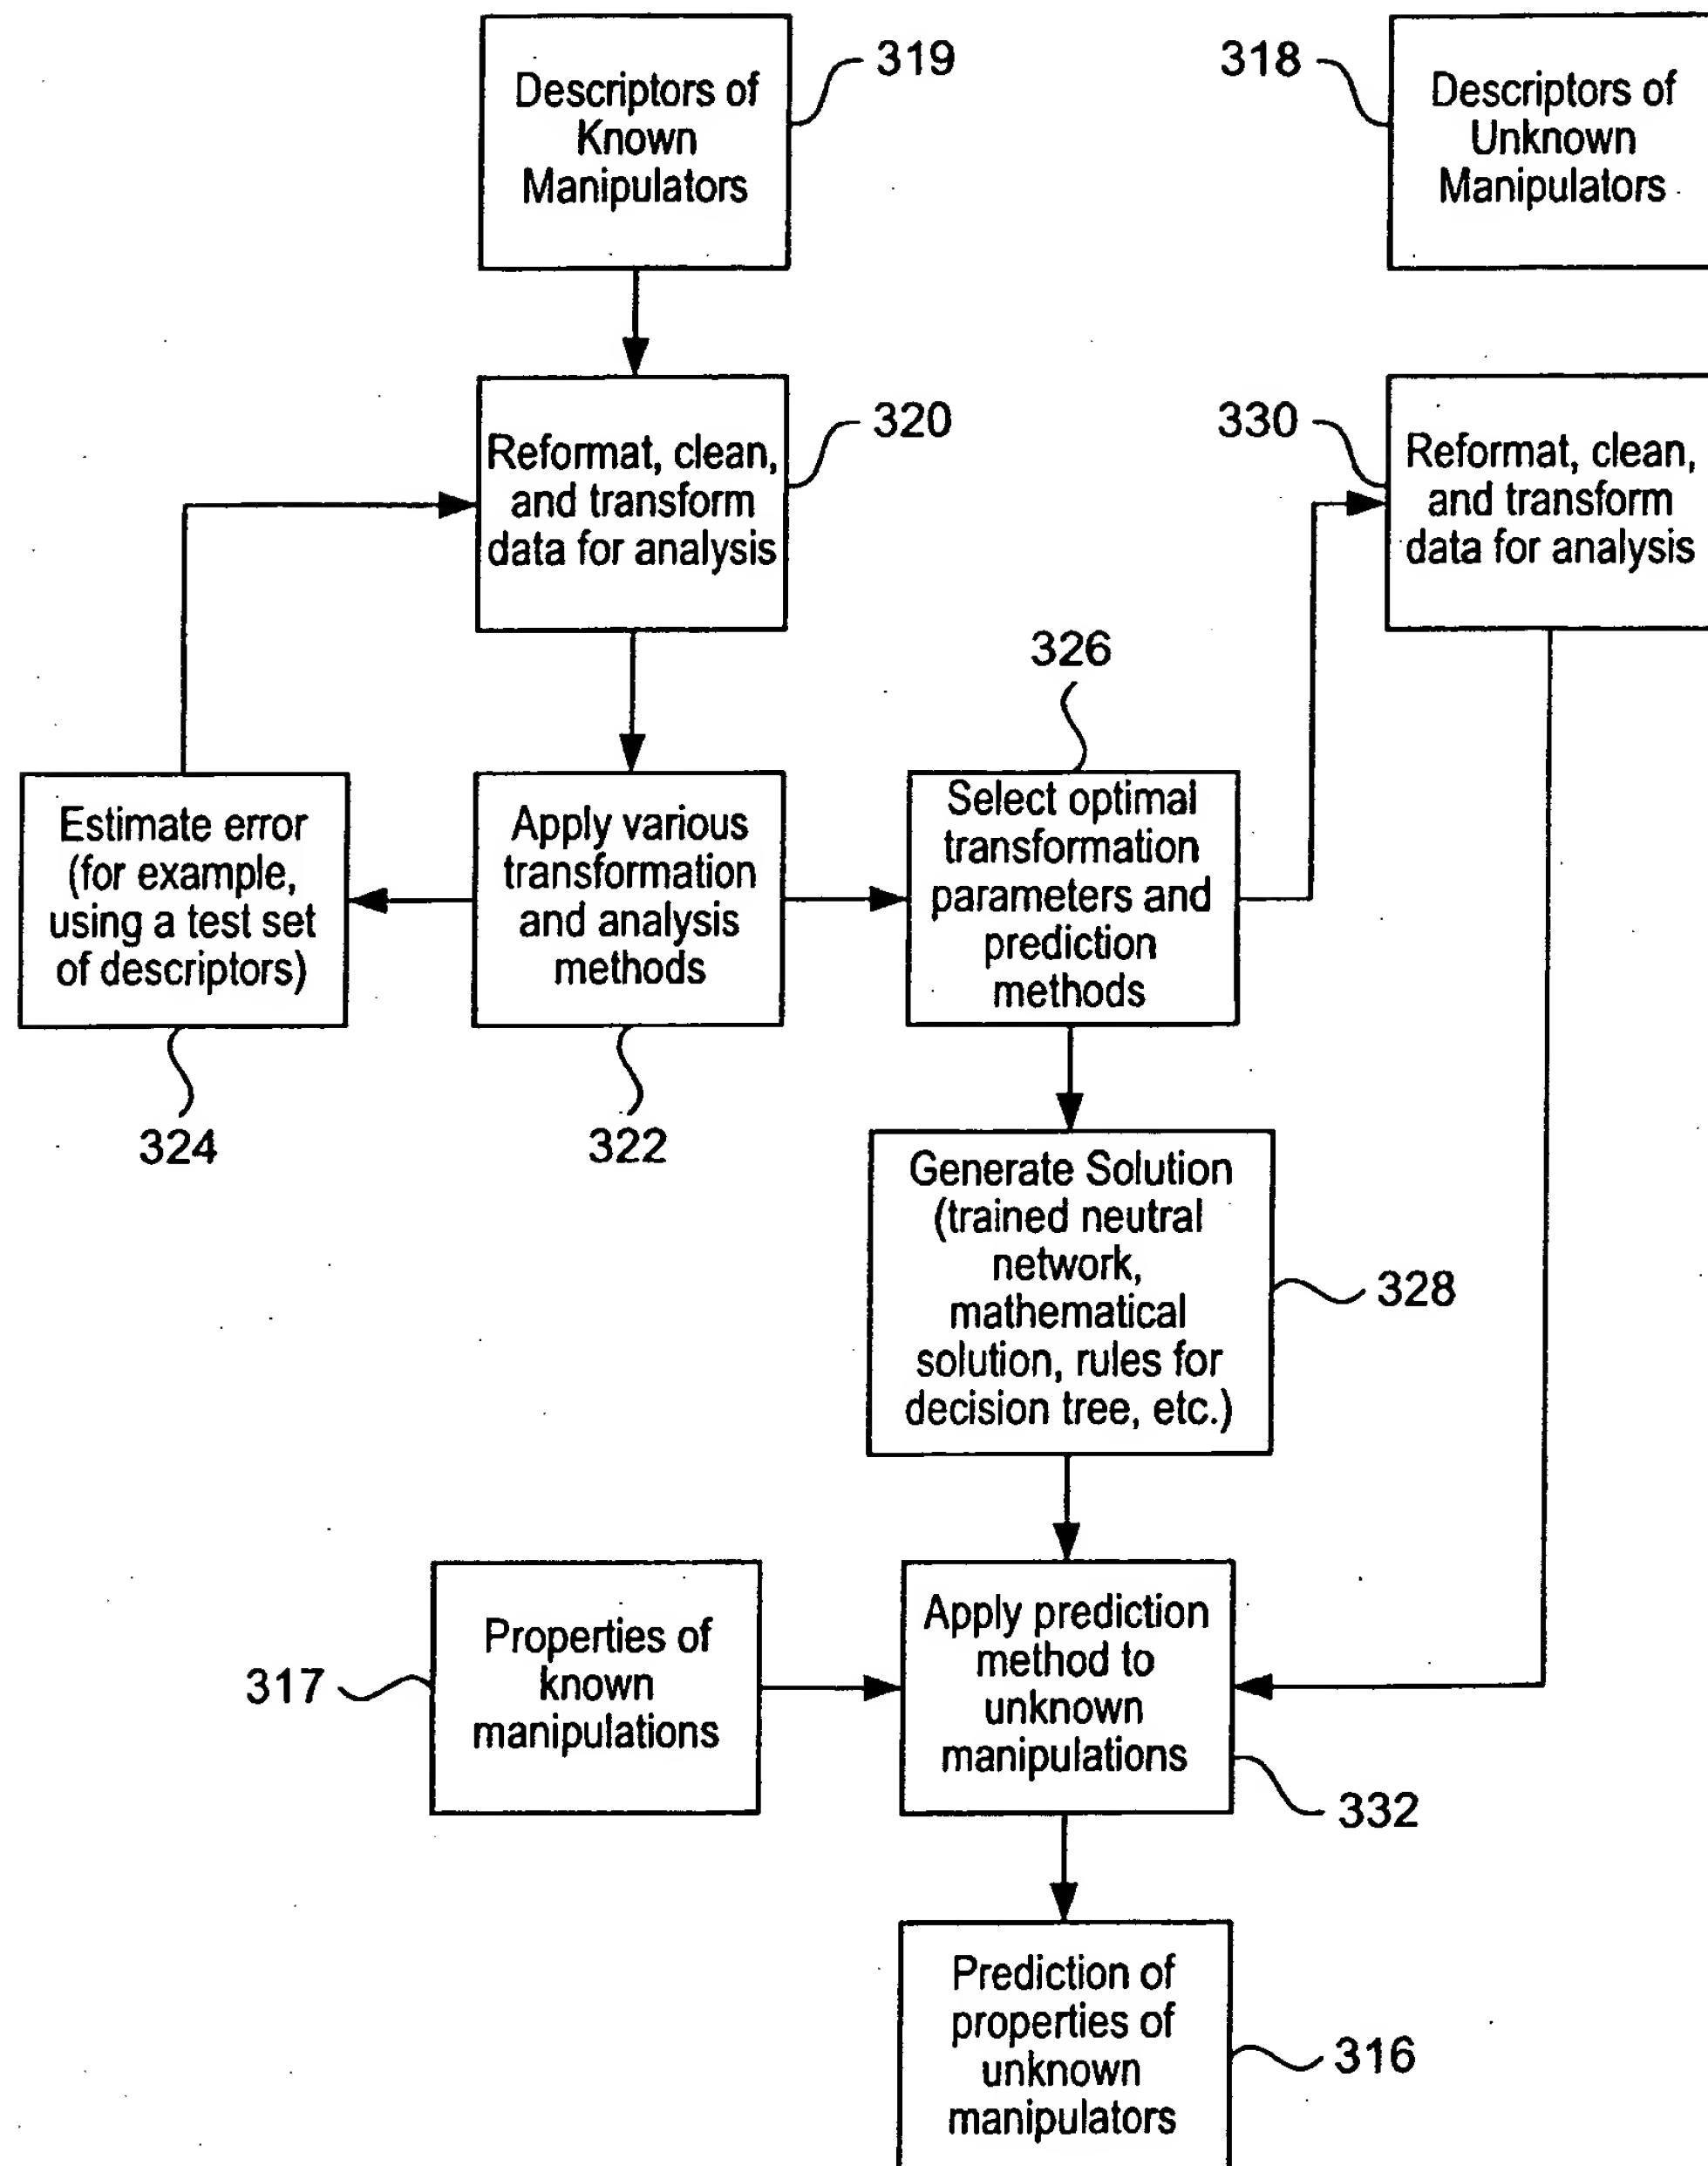 Descriptors of
Known
Manipulators
319
318
Descriptors of
Unknown
Manipulators
Reformat, clean,
and transform
data for analysis
320
330
Reformat, clean,
and transform
data for analysis
326
Estimate error
(for example,
using a test set
of descriptors)
Apply various
transformation
and analysis
methods
Select optimal
transformation
parameters and
prediction
methods
324
322
Generate Solution
(trained neutral
network,
mathematical
solution, rules for
decision tree, etc.)
328
317
Properties of
known
manipulations
Apply prediction
method to
unknown
manipulations
332
Prediction of
properties of
unknown
manipulators
316